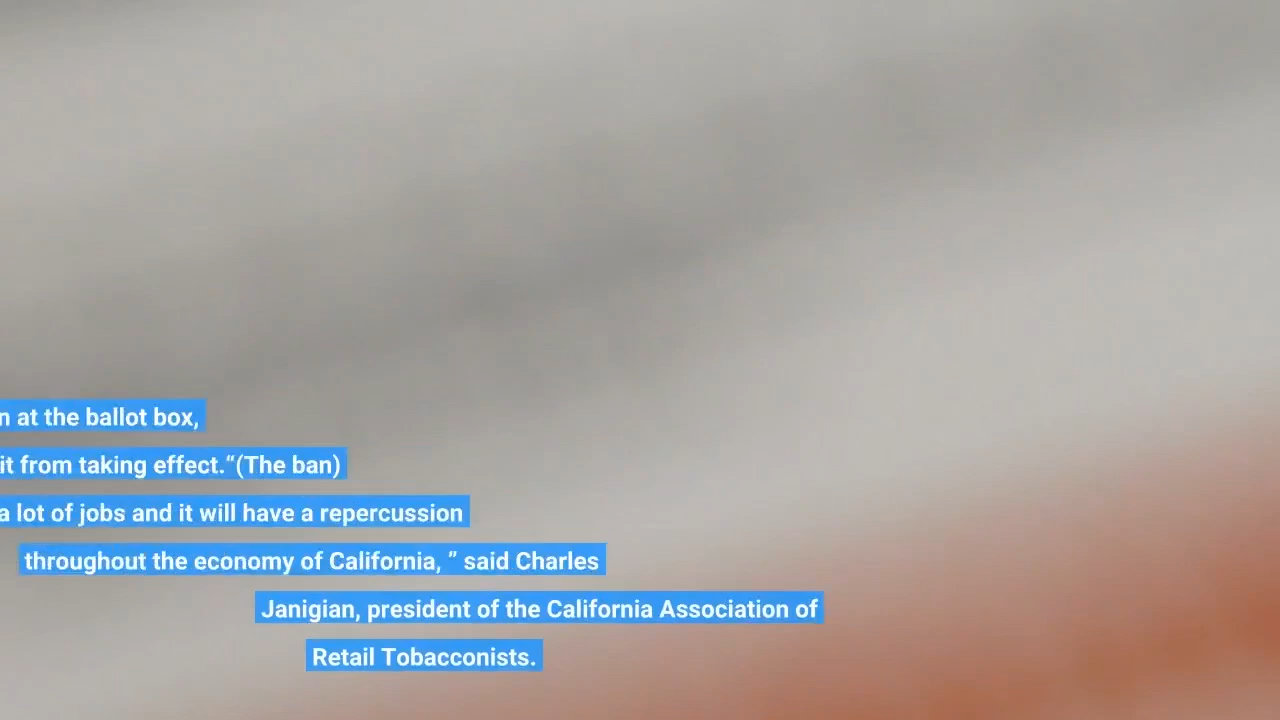 at the ballot box,
it from taking effect.“(The ban)
a lot of jobs and it will have a repercussion
throughout the economy of California, ” said Charles
Janigian, president of the California Association of
Retail Tobacconists.